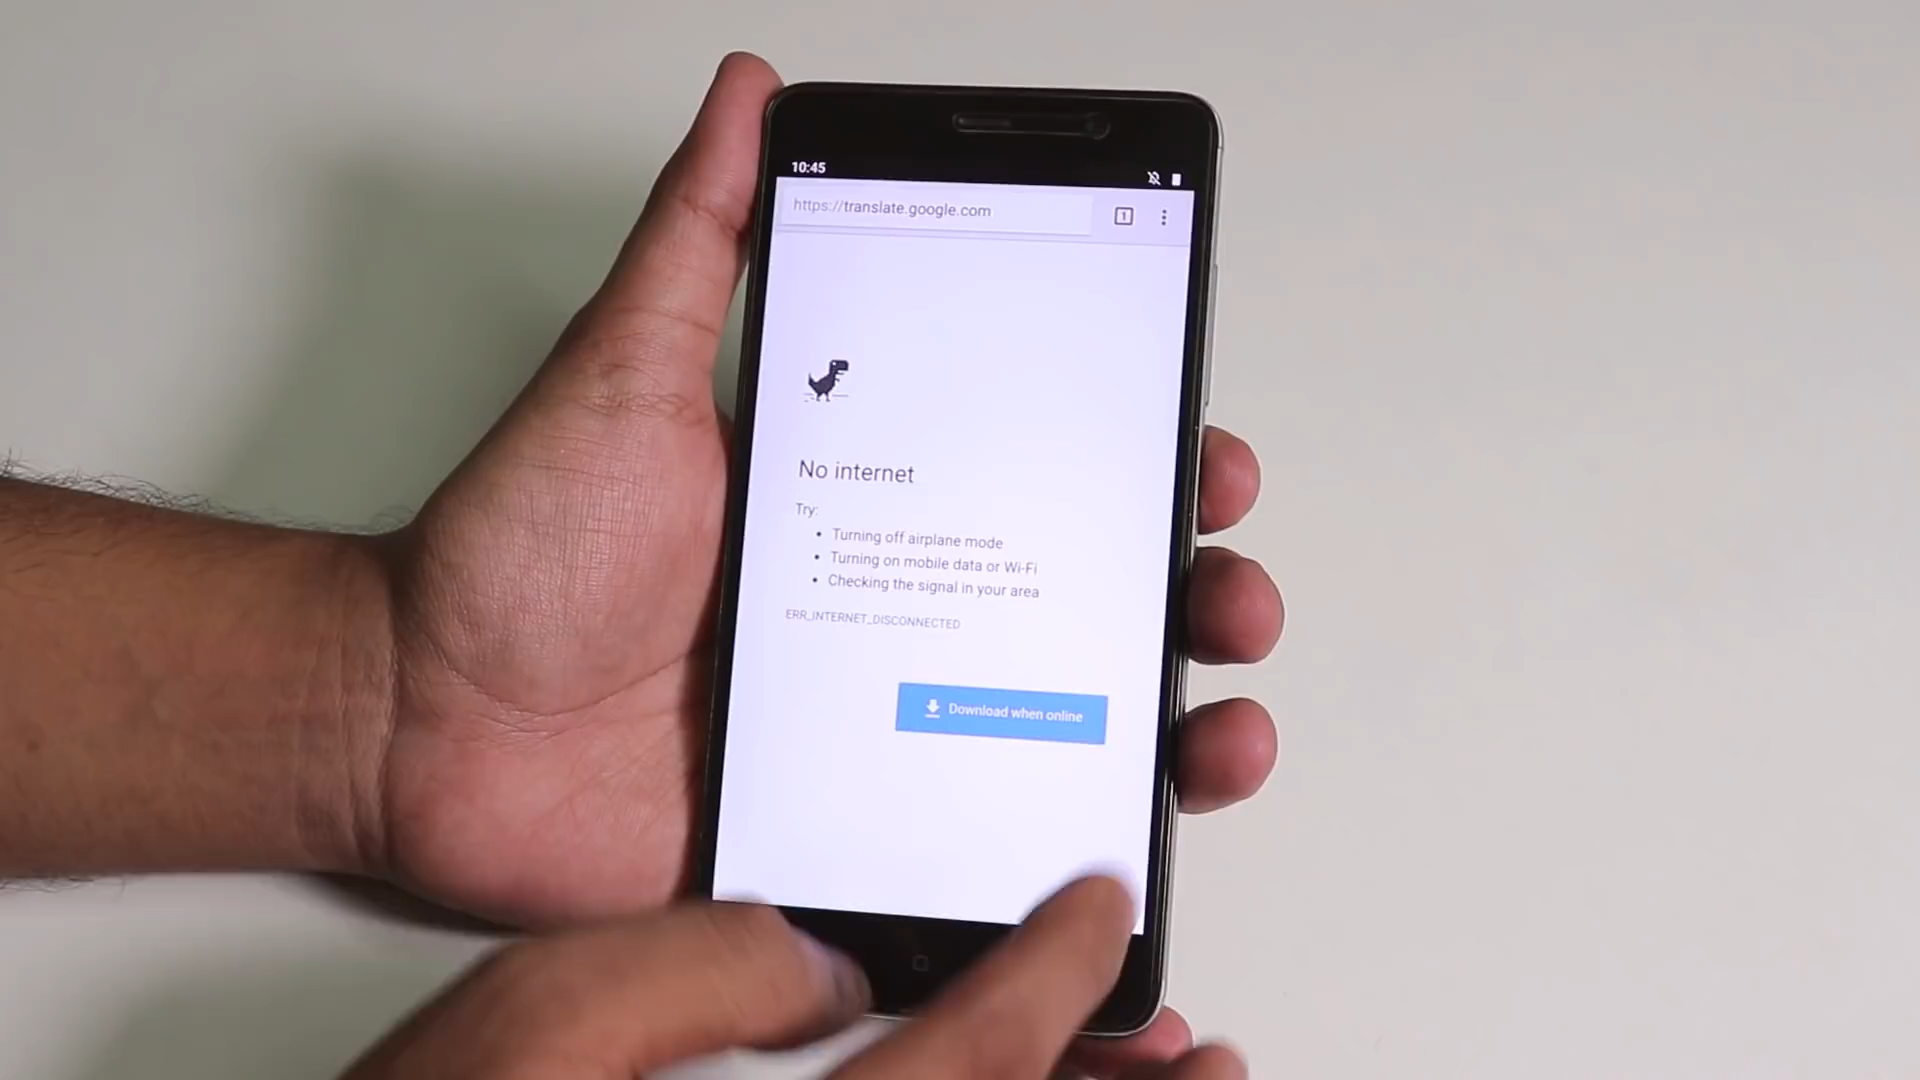 10:45
https://translate.google.com
1
No internet
Try:
• Turning off airplane mode
• Turning on mobile data or Wi-Fi
• Checking the signal in your area
ERR_INTERNET_DISCONNECTED
Download when online